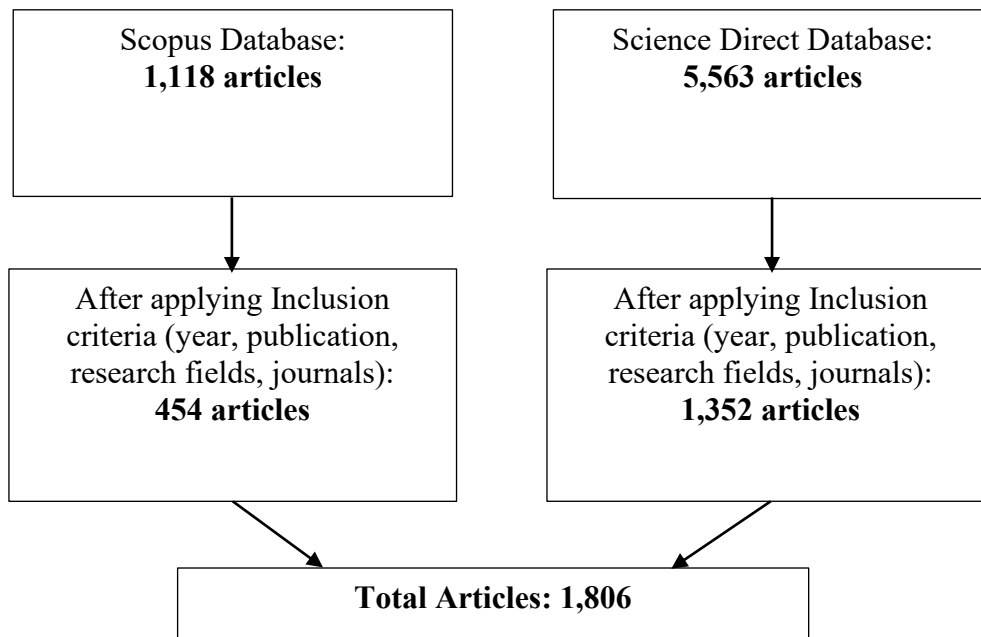 Scopus Database:
1,118 articles
Science Direct Database:
5,563 articles
After applying Inclusion
criteria (year, publication,
research fields, journals):
454 articles
After applying Inclusion
criteria (year, publication,
research fields, journals):
1,352 articles
Total Articles: 1,806